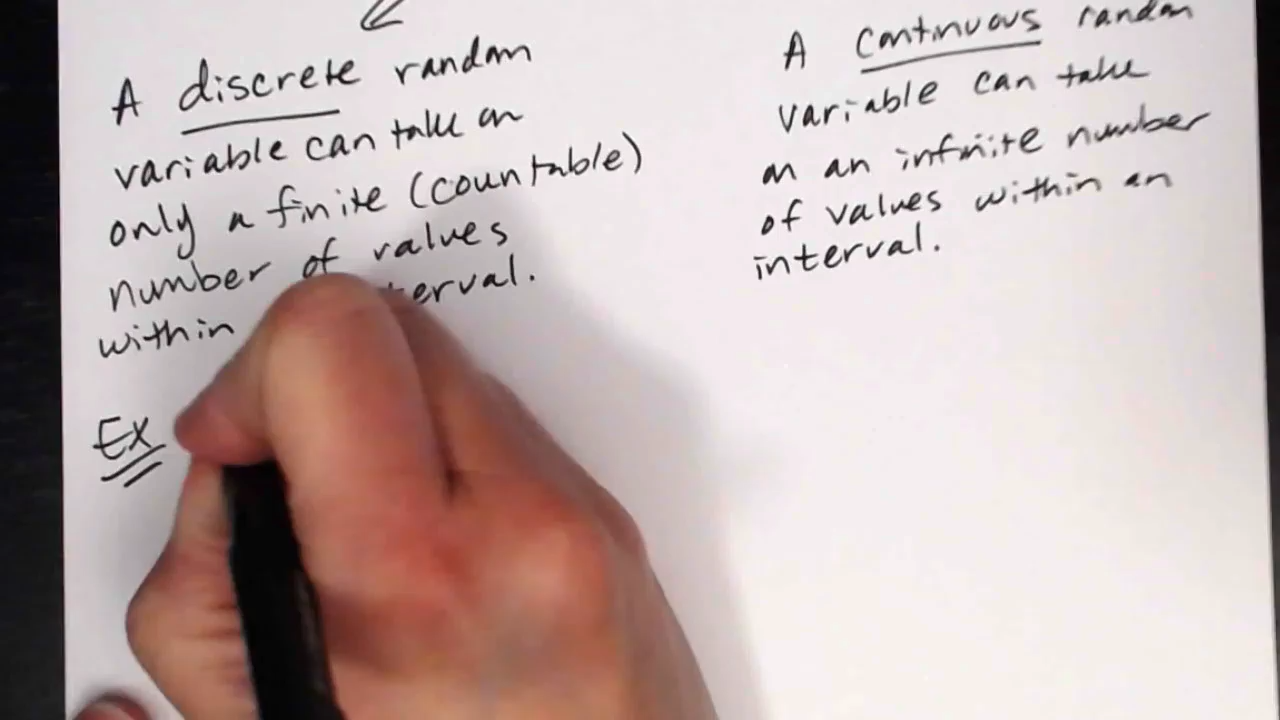 A discrete random
variable can take on
only a finite (countable)
number of values
within terval.
Ex
A continuous random
variable can take
on an infinite number
of values within an
interval.